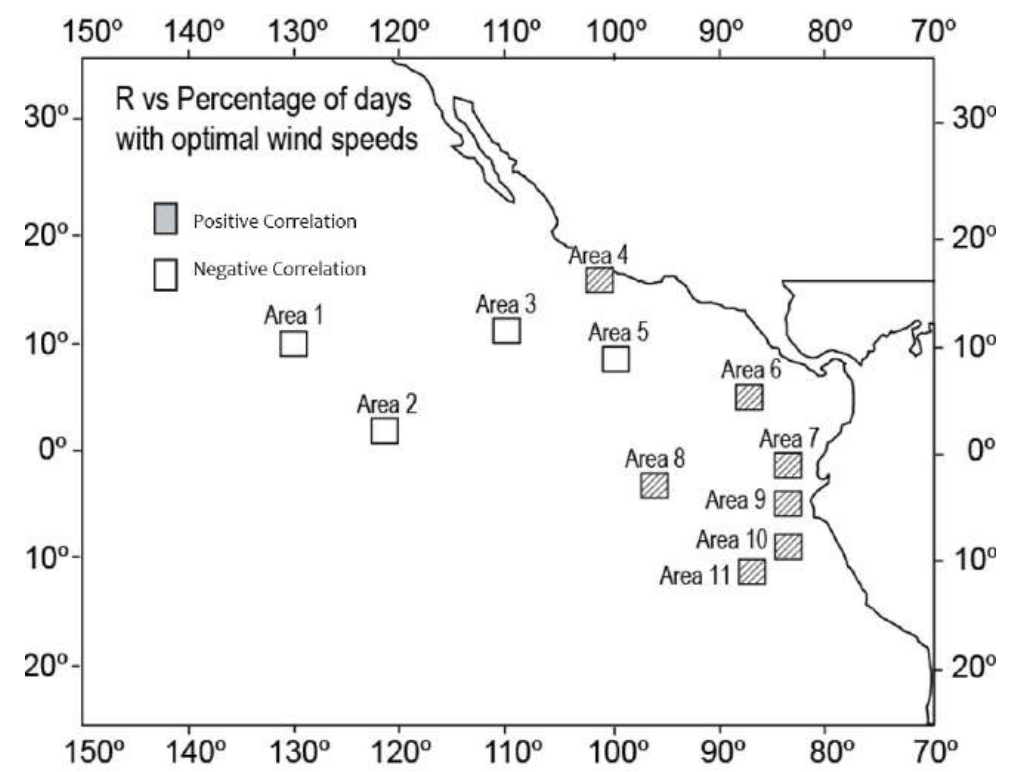 150º 140º 130º 120º 110º 100º 90º 80º 70º
R vs Percentage of days
with optimal wind speeds
30º 30º
Positive Correlation
20º 20º
Negative Correlation
Area 4
Area 3
Area 1
Area 5
10º 10º
Area 6
Area 2
Area 7
0º 0º
Area 8
Area 9
Area 10
10º 10º
Area 11
20º 20º
150º 140º 130º 120º 110º 100º 90º 80º 70º